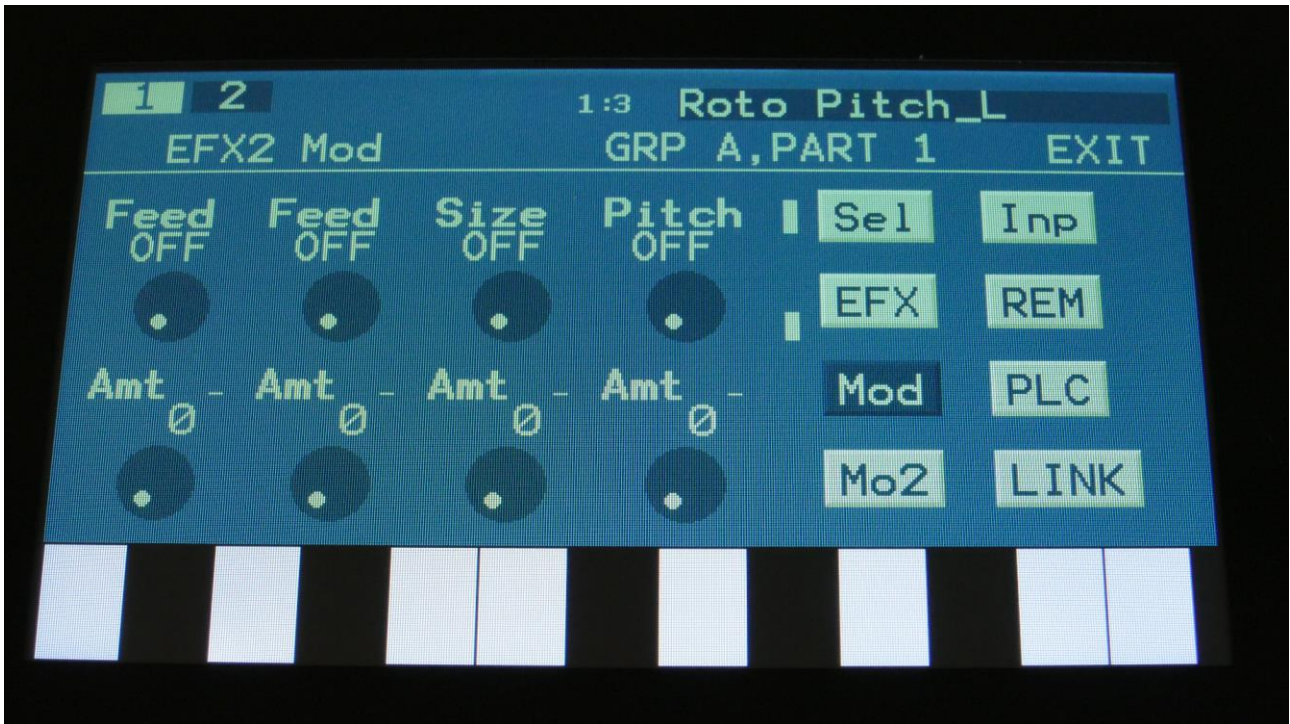 1 2 1:3 Roto Pitch_L
EFX2 Mod GRP A,PART 1 EXIT
Feed Feed Size Pitch Sel Inp
OFF OFF OFF OFF
EFX REM
Amt - Amt - Amt - Amt - Mod PLC
0 0 0 0
Mo2 LINK